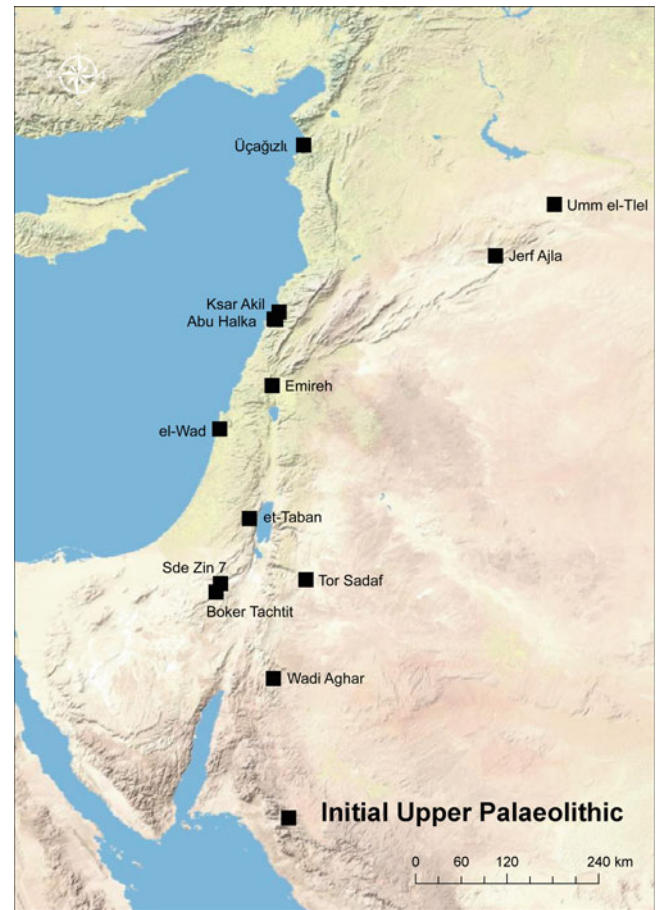 Üçağızlı
Umm el-Tlel
Jerf Ajla
Ksar Akil
Abu Halka
Emireh
el-Wad
et-Taban
Sde Zin 7
Tor Sadaf
Boker Tachtit
Wadi Aghar
Initial Upper Palaeolithic
0 60 120 240 km